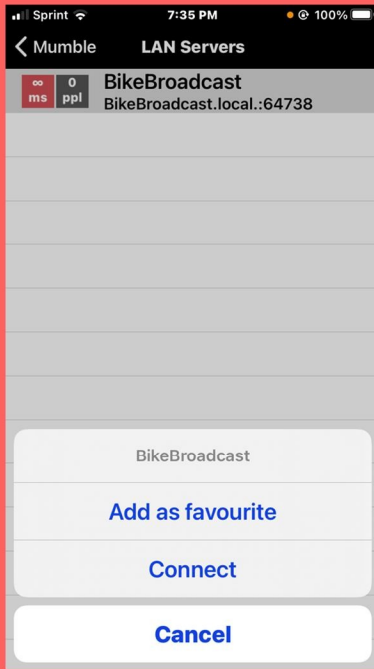 Sprint 7:35 PM 100%
Mumble LAN Servers
∞ 0 BikeBroadcast
ms ppl BikeBroadcast.local.:64738
BikeBroadcast
Add as favourite
Connect
Cancel